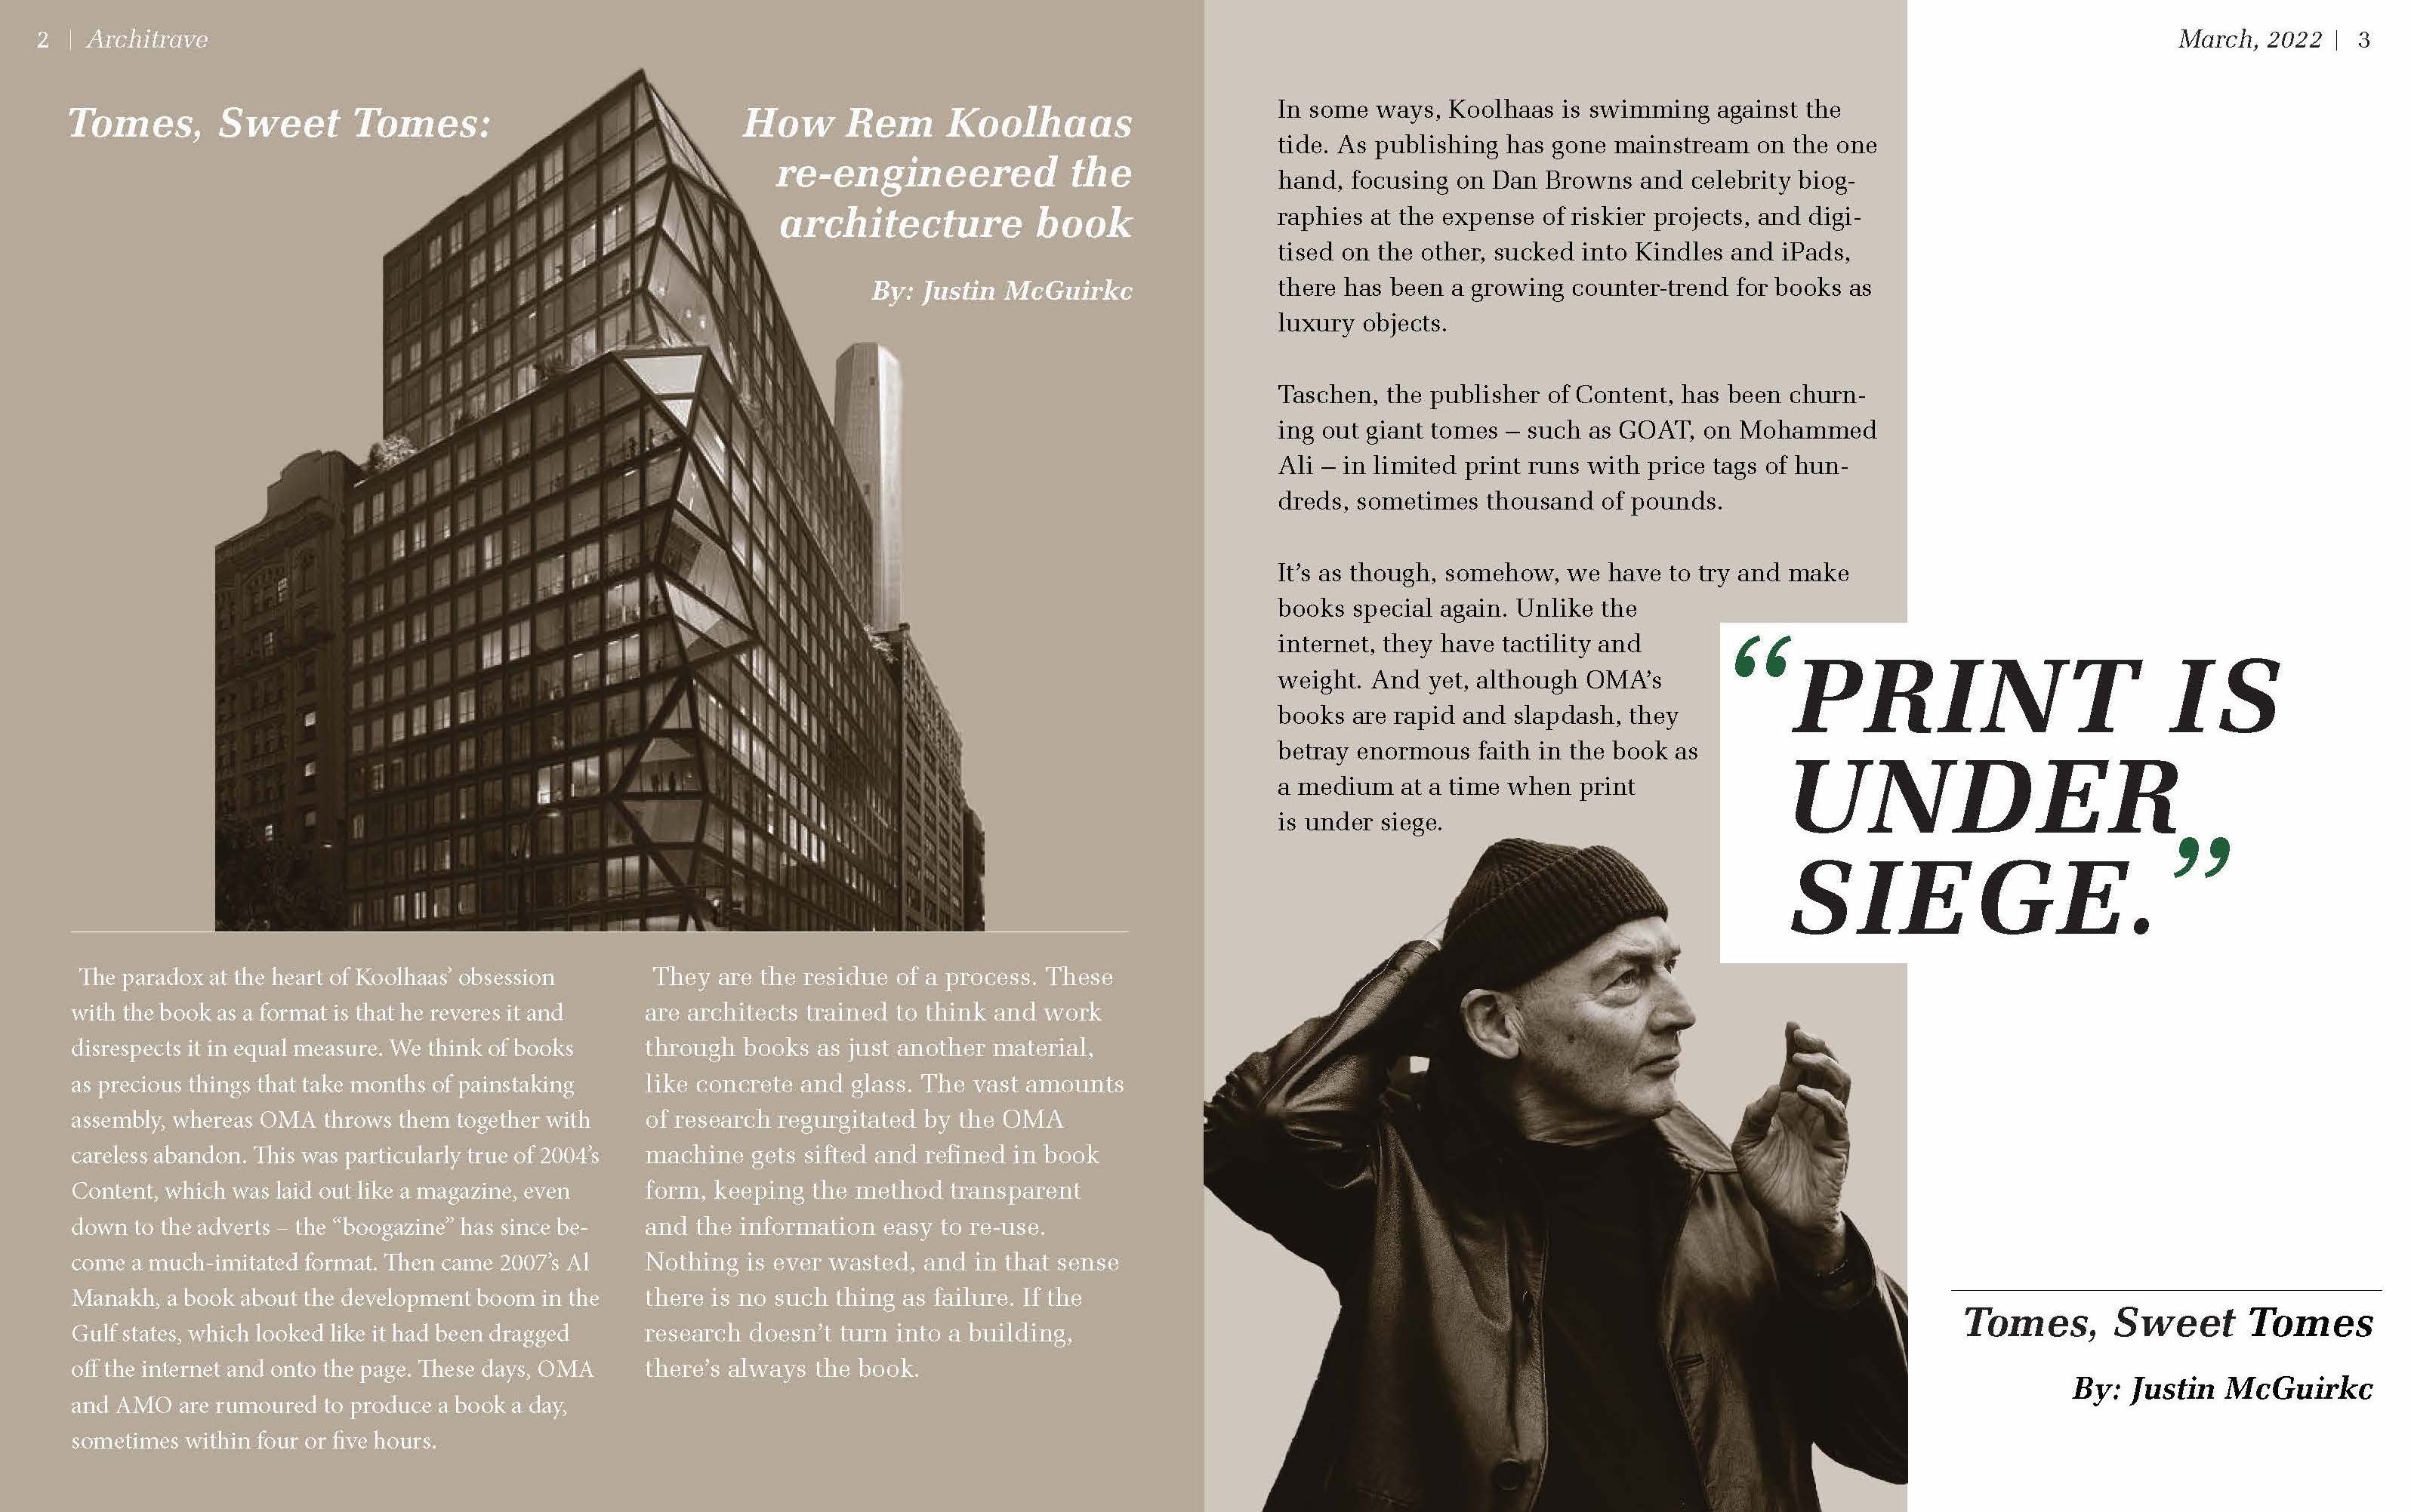 2 | Architrave
Tomes, Sweet Tomes:
How Rem Koolhaas
re-engineered the
architecture book
By: Justin McGuirkc
The paradox at the heart of Koolhaas’ obsession
with the book as a format is that he reveres it and
disrespects it in equal measure. We think of books
as precious things that take months of painstaking
assembly, whereas OMA throws them together with
careless abandon. This was particularly true of 2004’s
Content, which was laid out like a magazine, even
down to the adverts – the “boogazine” has since be-
come a much-imitated format. Then came 2007’s Al
Manakh, a book about the development boom in the
Gulf states, which looked like it had been dragged
off the internet and onto the page. These days, OMA
and AMO are rumoured to produce a book a day,
sometimes within four or five hours.
They are the residue of a process. These
are architects trained to think and work
through books as just another material,
like concrete and glass. The vast amounts
of research regurgitated by the OMA
machine gets sifted and refined in book
form, keeping the method transparent
and the information easy to re-use.
Nothing is ever wasted, and in that sense
there is no such thing as failure. If the
research doesn’t turn into a building,
there’s always the book.
March, 2022 | 3
In some ways, Koolhaas is swimming against the
tide. As publishing has gone mainstream on the one
hand, focusing on Dan Browns and celebrity biog-
raphies at the expense of riskier projects, and digi-
tised on the other, sucked into Kindles and iPads,
there has been a growing counter-trend for books as
luxury objects.
Taschen, the publisher of Content, has been churn-
ing out giant tomes – such as GOAT, on Mohammed
Ali – in limited print runs with price tags of hun-
dreds, sometimes thousand of pounds.
It’s as though, somehow, we have to try and make
books special again. Unlike the
internet, they have tactility and
weight. And yet, although OMA’s
books are rapid and slapdash, they
betray enormous faith in the book as
a medium at a time when print
is under siege.
“PRINT IS
UNDER
SIEGE.”
Tomes, Sweet Tomes
By: Justin McGuirkc